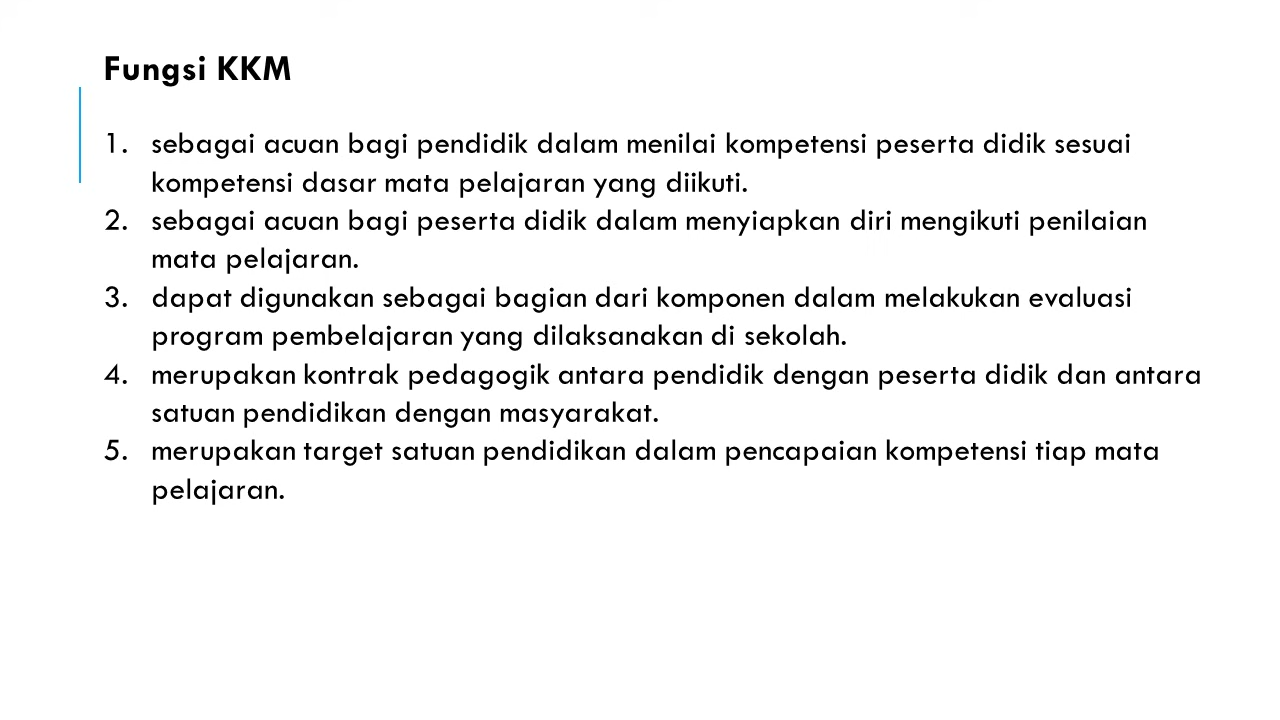 Fungsi KKM
1. sebagai acuan bagi pendidik dalam menilai kompetensi peserta didik sesuai
kompetensi dasar mata pelajaran yang diikuti.
2. sebagai acuan bagi peserta didik dalam menyiapkan diri mengikuti penilaian
mata pelajaran.
3. dapat digunakan sebagai bagian dari komponen dalam melakukan evaluasi
program pembelajaran yang dilaksanakan di sekolah.
4. merupakan kontrak pedagogik antara pendidik dengan peserta didik dan antara
satuan pendidikan dengan masyarakat.
5. merupakan target satuan pendidikan dalam pencapaian kompetensi tiap mata
pelajaran.